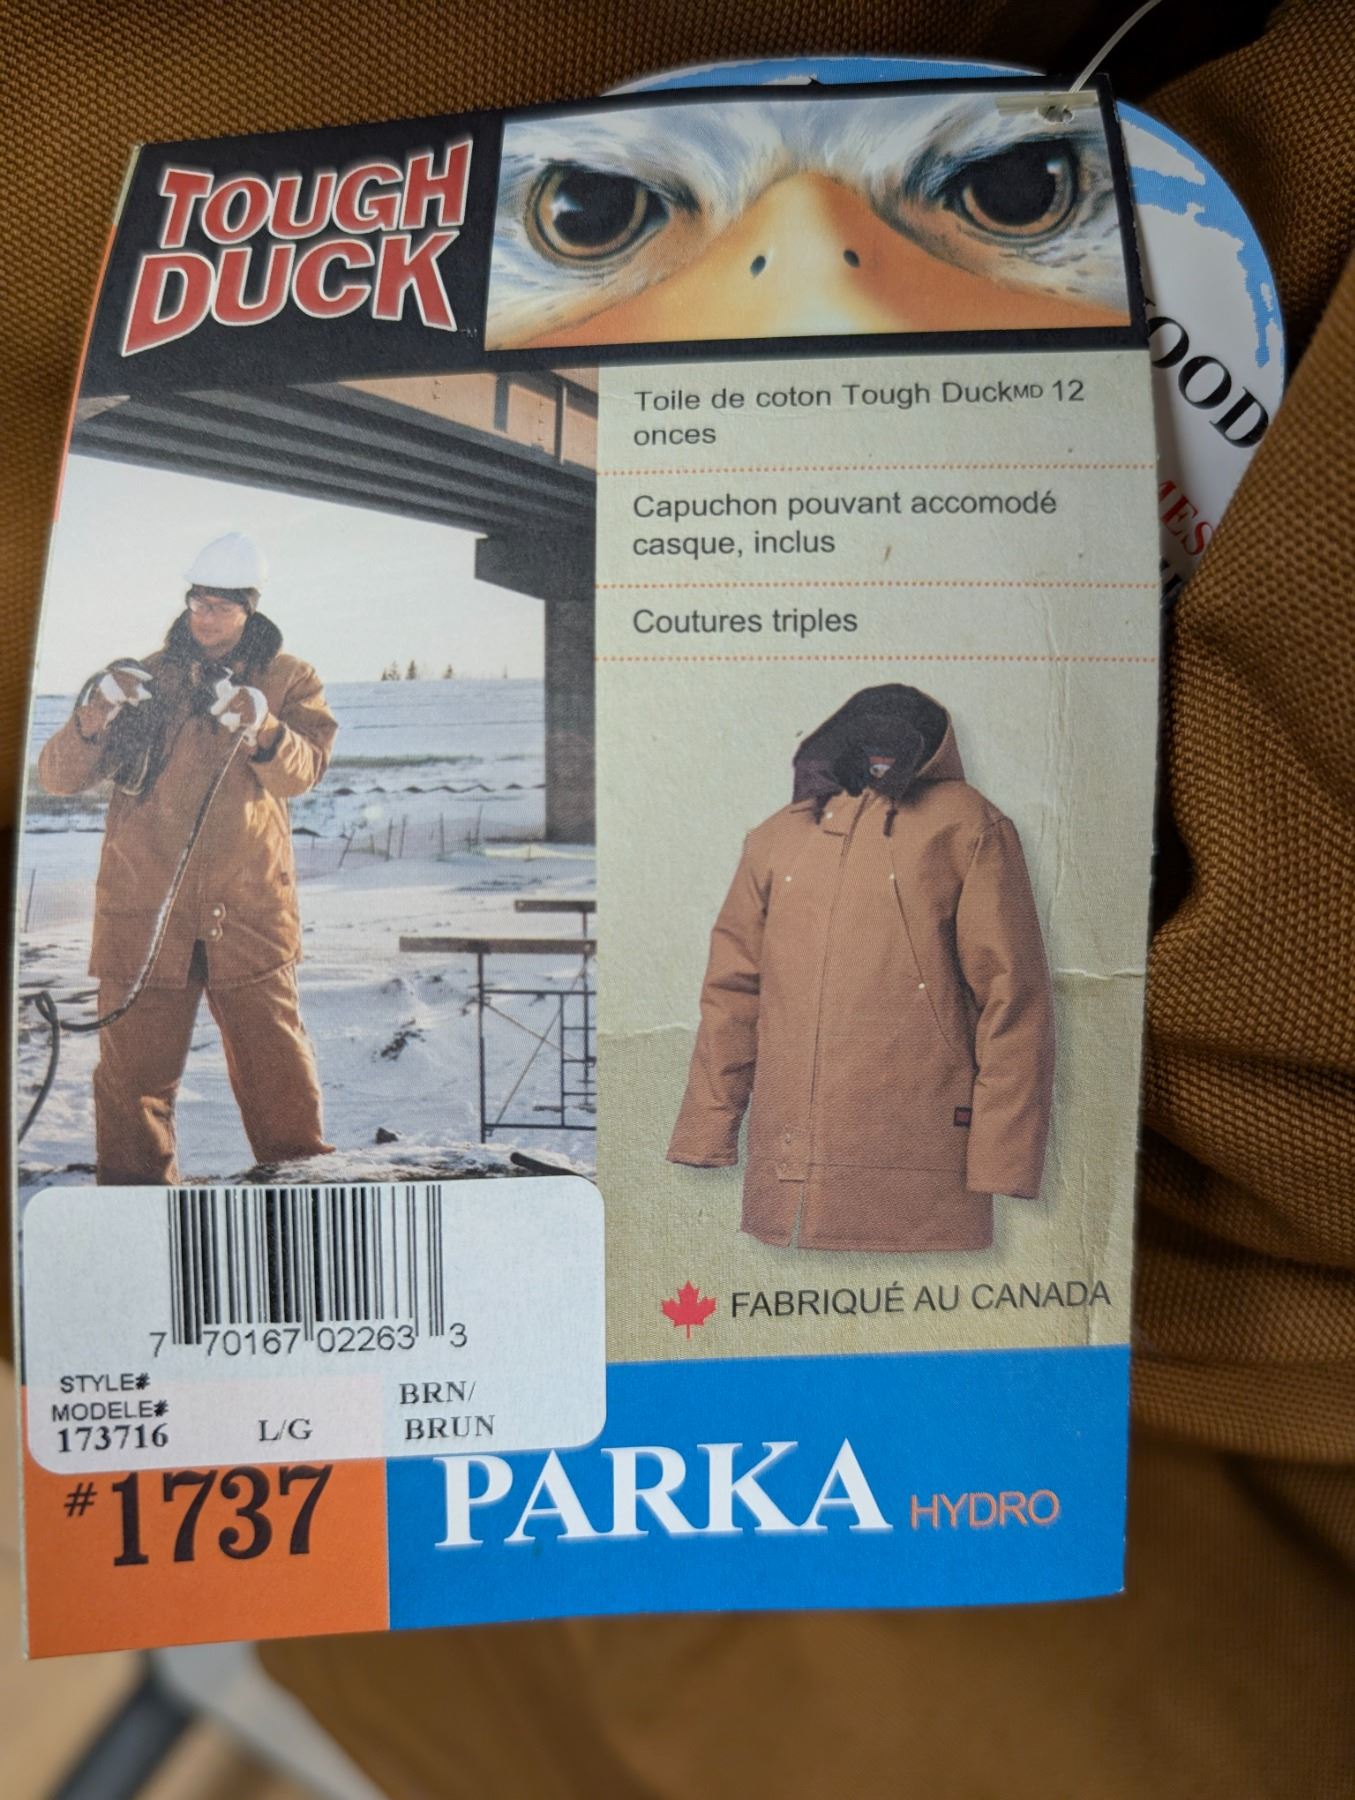 TOUGH
DUCK
Toile de coton Tough DuckMD 12
onces
Capuchon pouvant accomodé
casque, inclus
Coutures triples
FABRIQUÉ AU CANADA
7 70167 02263 3
STYLE#
MODELE#
173716
L/G
BRN/
BRUN
#1737
PARKA HYDRO